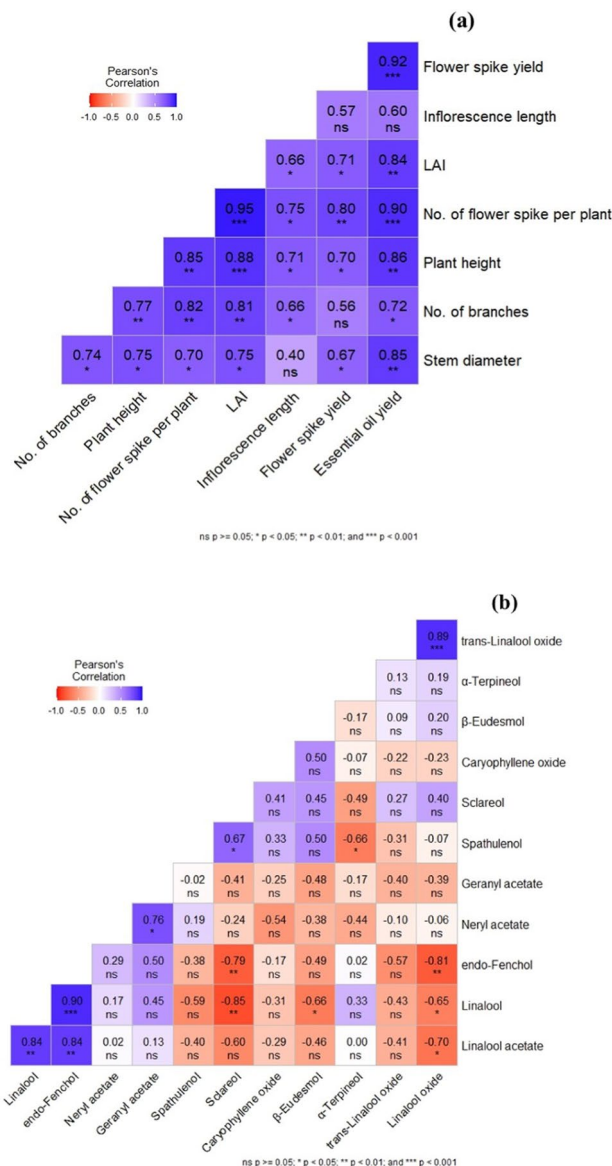 (a)
Pearson's
Correlation
-1.0 -0.5 0.0 0.5 1.0
0.92
***
Flower spike yield
0.57 0.60
ns ns
Inflorescence length
0.66 0.71 0.84
* * **
LAI
0.95 0.75 0.80 0.90
*** * ** ***
No. of flower spike per plant
0.85 0.88 0.71 0.70 0.86
** *** * * **
Plant height
0.77 0.82 0.81 0.66 0.56 0.72
** ** ** * ns *
No. of branches
0.74 0.75 0.70 0.75 0.40 0.67 0.85
* * * * ns * **
Stem diameter
No. of branches
Plant height
No. of flower spike per plant
LAI
Inflorescence length
Flower spike yield
Essential oil yield
ns p >= 0.05; * p < 0.05; ** p < 0.01; and *** p < 0.001
(b)
Pearson's
Correlation
-1.0 -0.5 0.0 0.5 1.0
0.89
***
trans-Linalool oxide
0.13 0.19
ns ns
α-Terpineol
-0.17 0.09 0.20
ns ns ns
β-Eudesmol
0.50 -0.07 -0.22 -0.23
ns ns ns ns
Caryophyllene oxide
0.41 0.45 -0.49 0.27 0.40
ns ns ns ns ns
Sclareol
0.67 0.33 0.50 -0.66 -0.31 -0.07
* ns ns * ns ns
Spathulenol
-0.02 -0.41 -0.25 -0.48 -0.17 -0.40 -0.39
ns ns ns ns ns ns ns
Geranyl acetate
0.76 0.19 -0.24 -0.54 -0.38 -0.44 -0.10 -0.06
* ns ns ns ns ns ns ns
Neryl acetate
0.29 0.50 -0.38 -0.79 -0.17 -0.49 0.02 -0.57 -0.81
ns ns ns ** ns ns ns ns **
endo-Fenchol
0.90 0.17 0.45 -0.59 -0.85 -0.31 -0.66 0.33 -0.43 -0.65
*** ns ns ns ** ns * ns ns *
Linalool
0.84 0.84 0.02 0.13 -0.40 -0.60 -0.29 -0.46 0.00 -0.41 -0.70
** ** ns ns ns ns ns ns ns ns *
Linalool acetate
Linalool
endo-Fenchol
Neryl acetate
Geranyl acetate
Spathulenol
Sclareol
Caryophyllene oxide
β-Eudesmol
α-Terpineol
trans-Linalool oxide
Linalool oxide
ns p >= 0.05; * p < 0.05; ** p < 0.01; and *** p < 0.001